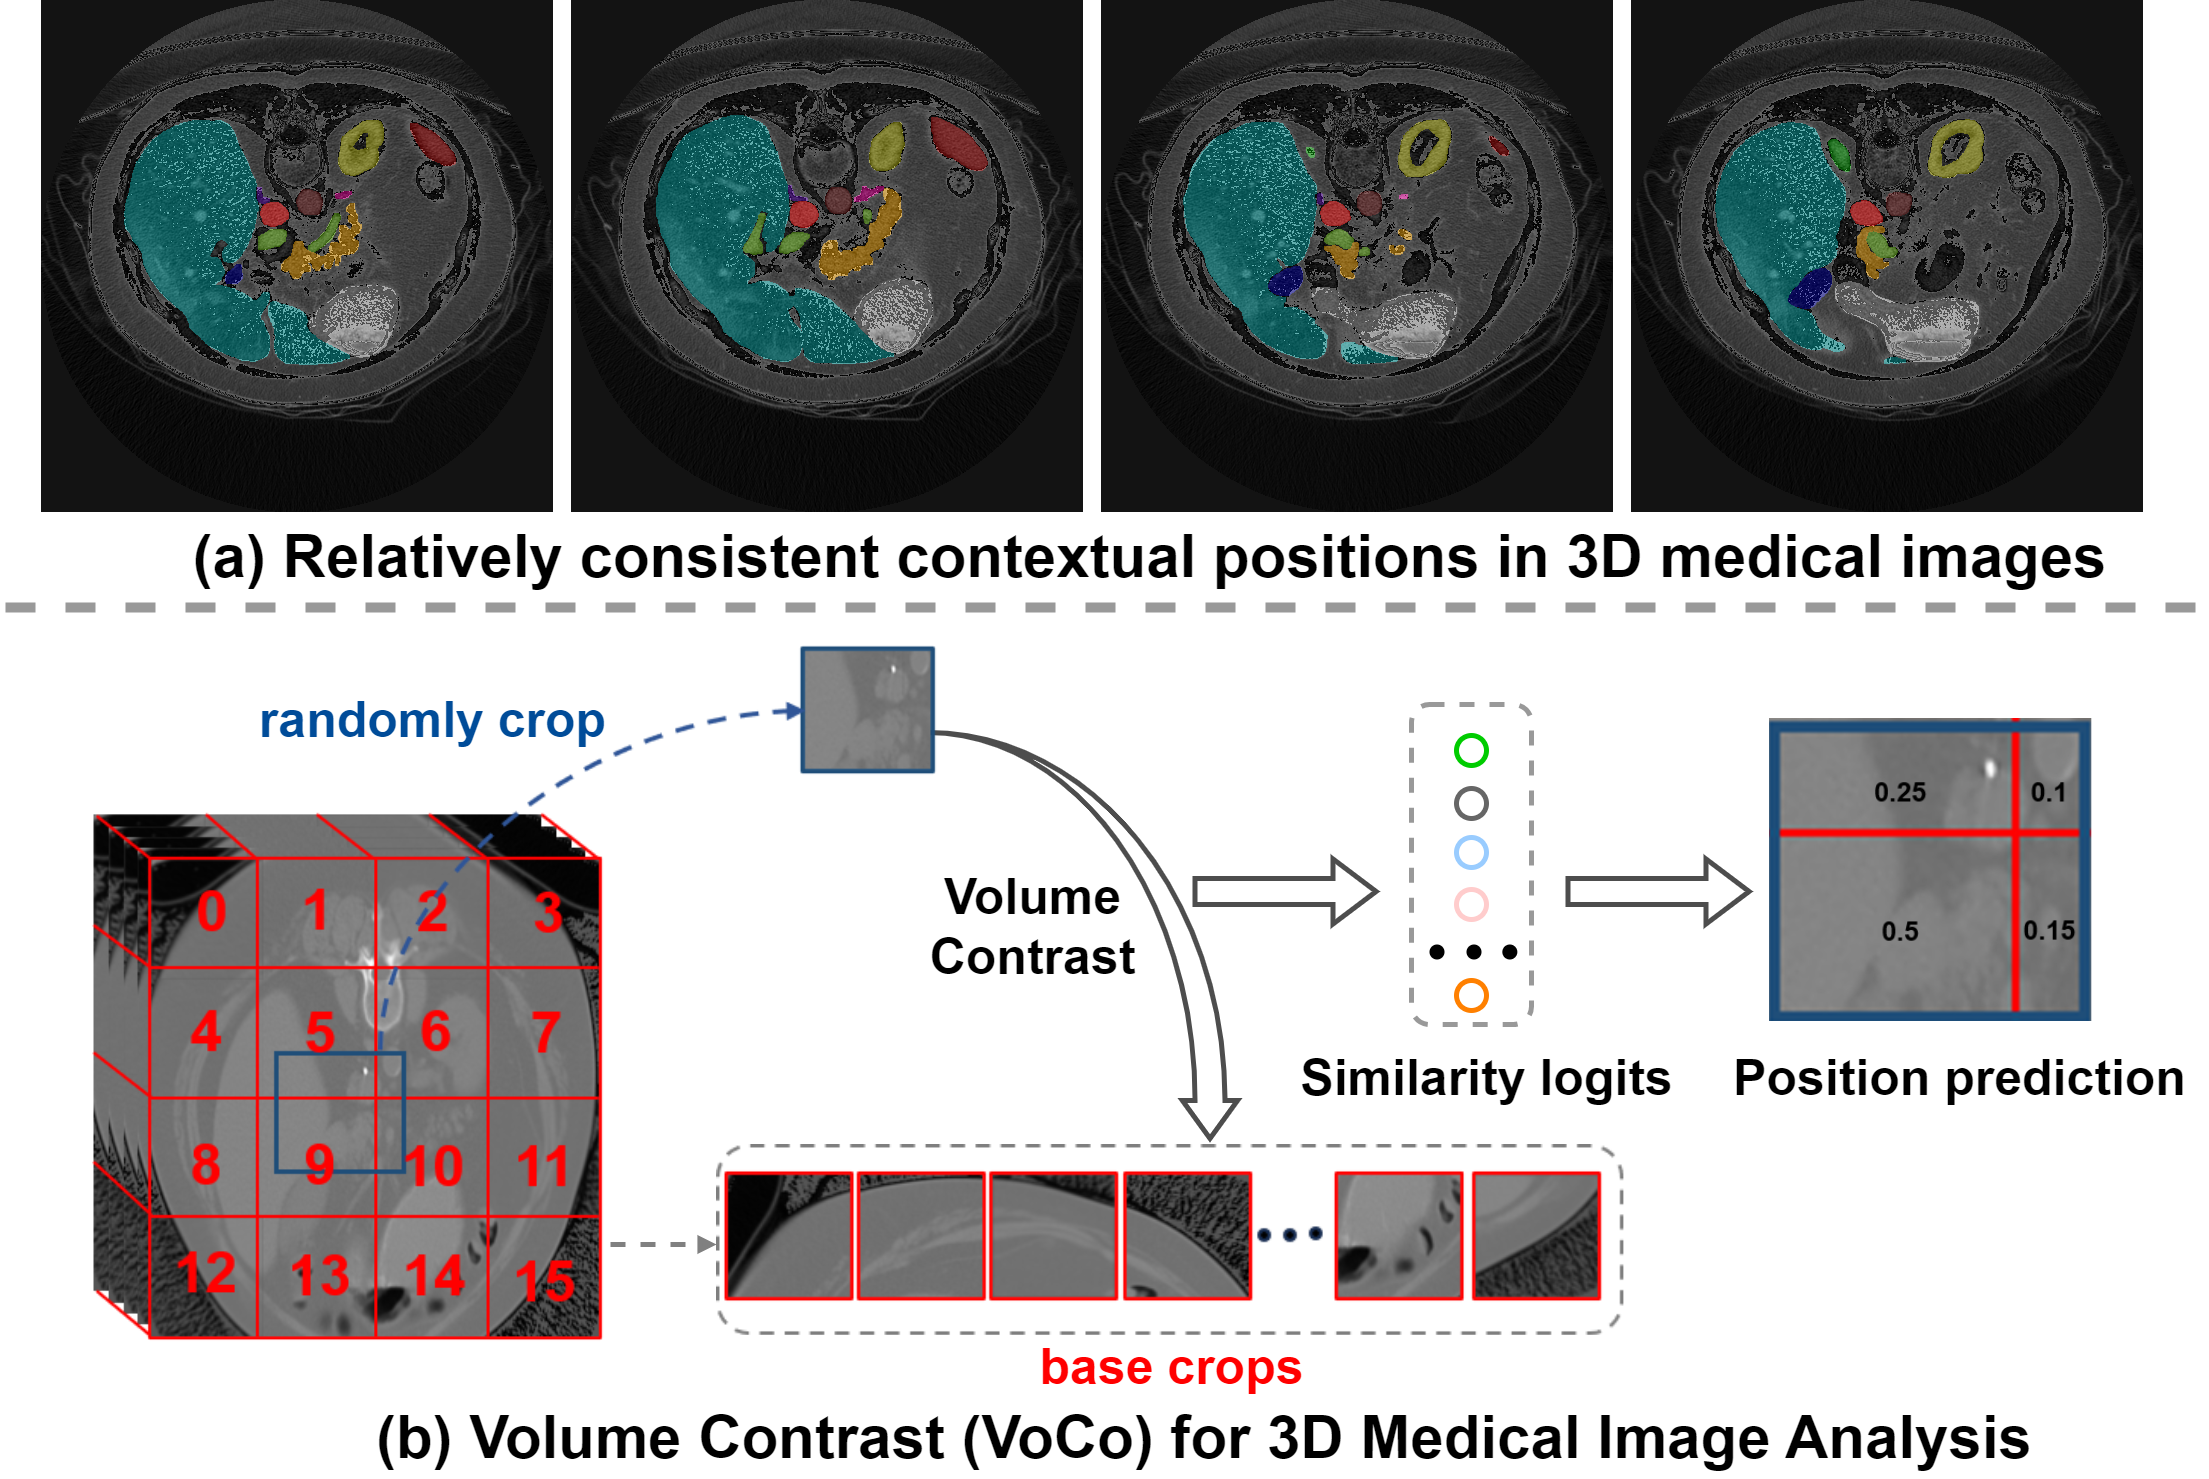 (a) Relatively consistent contextual positions in 3D medical images
randomly crop
0 1 2 3
4 5 6 7
8 9 10 11
12 13 14 15
Volume
Contrast
Similarity logits
0.25 0.1
0.5 0.15
Position prediction
base crops
(b) Volume Contrast (VoCo) for 3D Medical Image Analysis